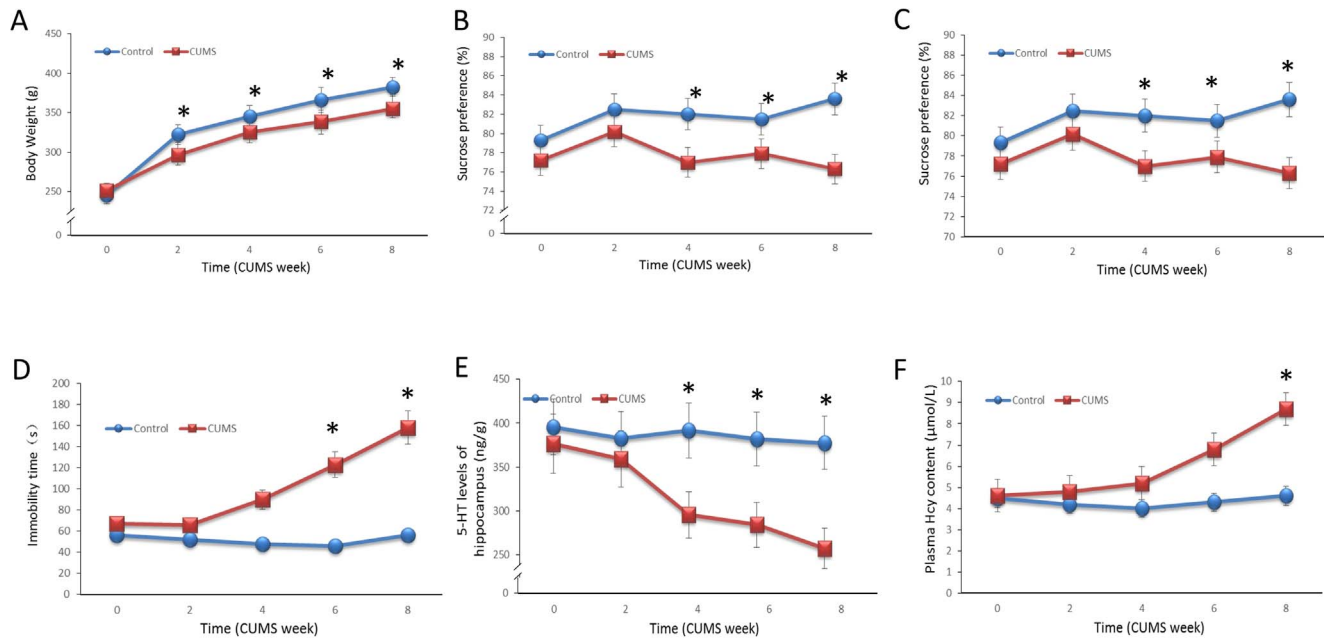 A
Body Weight (g)
Control
CUMS
450
400
350
300
250
0
* * * *
0 2 4 6 8
Time (CUMS week)
B
Sucrose preference (%)
Control
CUMS
90
88
86
84
82
80
78
76
74
72
0
* * *
0 2 4 6 8
Time (CUMS week)
C
Sucrose preference (%)
Control
CUMS
90
88
86
84
82
80
78
76
74
72
70
* * *
0 2 4 6 8
Time (CUMS week)
D
Immobility time (s)
Control
CUMS
200
180
160
140
120
100
80
60
40
20
0
* *
0 2 4 6 8
Time (CUMS week)
E
5-HT levels of
hippocampus (ng/g)
Control
CUMS
450
400
350
300
250
0
* * *
0 2 4 6 8
Time (CUMS week)
F
Plasma Hcy content (μmol/L)
Control
CUMS
10
9
8
7
6
5
4
3
2
1
0
*
0 2 4 6 8
Time (CUMS week)